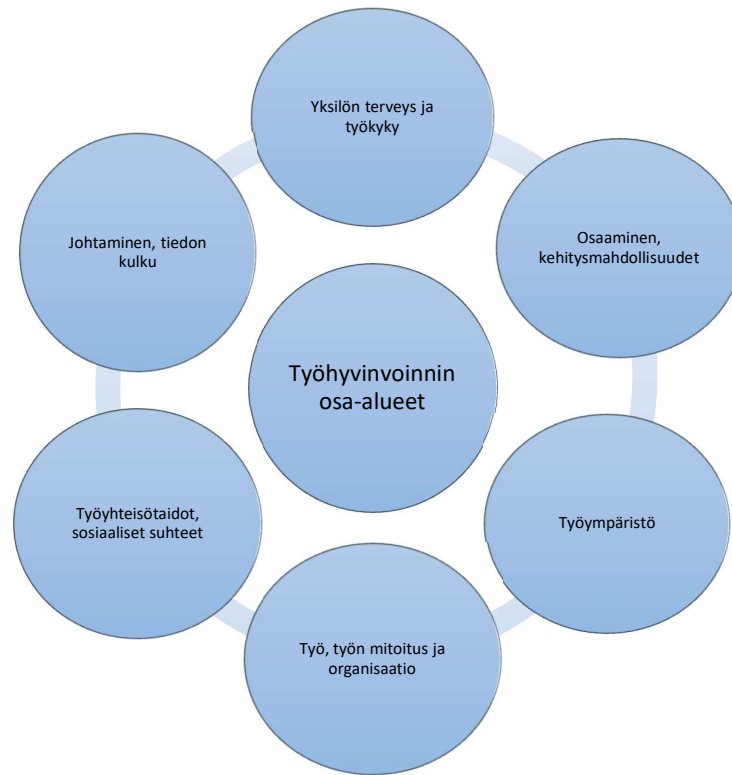 Yksilön terveys ja
työkyky
Osaaminen,
kehitysmahdollisuudet
Työympäristö
Työ, työn mitoitus ja
organisaatio
Työyhteisötaidot,
sosiaaliset suhteet
Johtaminen, tiedon
kulku
Työhyvinvoinnin
osa-alueet